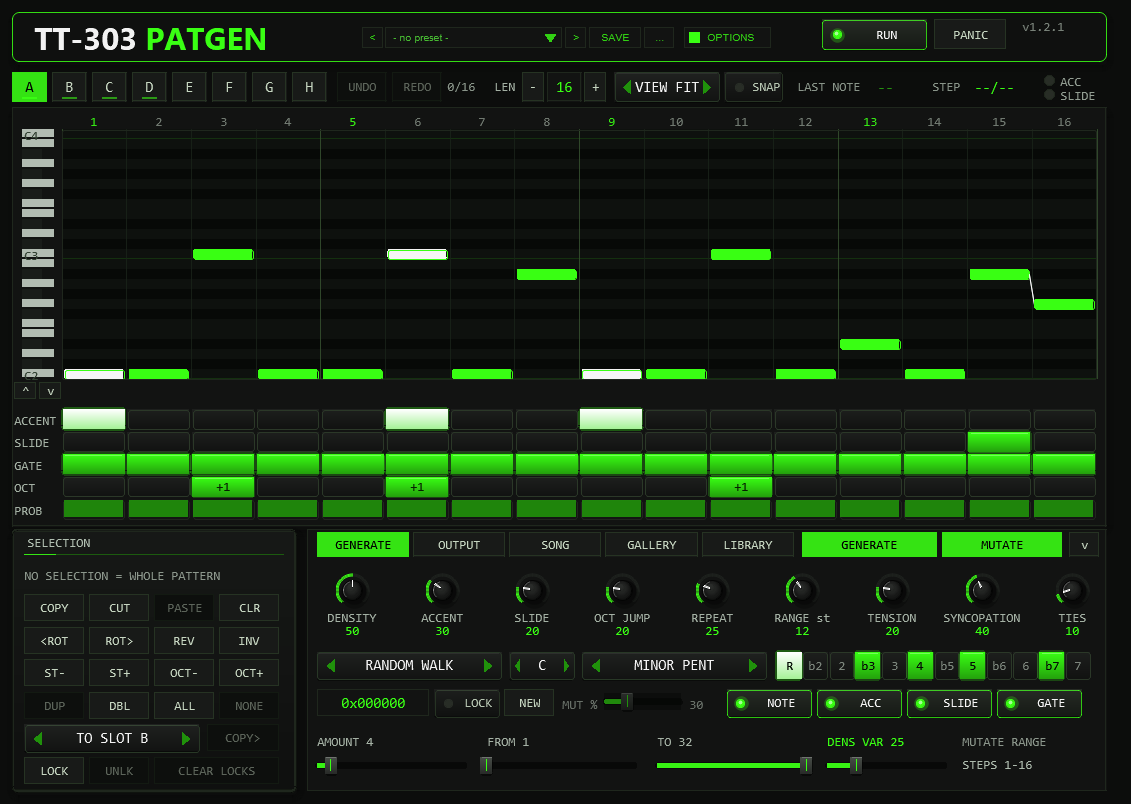 TT-303 PATGEN < - no preset - > SAVE ... OPTIONS RUN PANIC v1.2.1
A B C D E F G H UNDO REDO 0/16 LEN - 16 + VIEW FIT SNAP LAST NOTE -- STEP --/-- ACC
SLIDE
1 2 3 4 5 6 7 8 9 10 11 12 13 14 15 16
C4
C3
C2
^ v
ACCENT
SLIDE
GATE
OCT +1 +1 +1
PROB
SELECTION
NO SELECTION = WHOLE PATTERN
COPY CUT PASTE CLR
<ROT ROT> REV INV
ST- ST+ OCT- OCT+
DUP DBL ALL NONE
TO SLOT B COPY>
LOCK UNLK CLEAR LOCKS
GENERATE OUTPUT SONG GALLERY LIBRARY GENERATE MUTATE v
DENSITY ACCENT SLIDE OCT JUMP REPEAT RANGE st TENSION SYNCOPATION TIES
50 30 20 20 25 12 20 40 10
RANDOM WALK C MINOR PENT R b2 2 b3 3 4 b5 5 b6 6 b7 7
0x000000 LOCK NEW MUT % 30 NOTE ACC SLIDE GATE
AMOUNT 4 FROM 1 TO 32 DENS VAR 25 MUTATE RANGE
STEPS 1-16